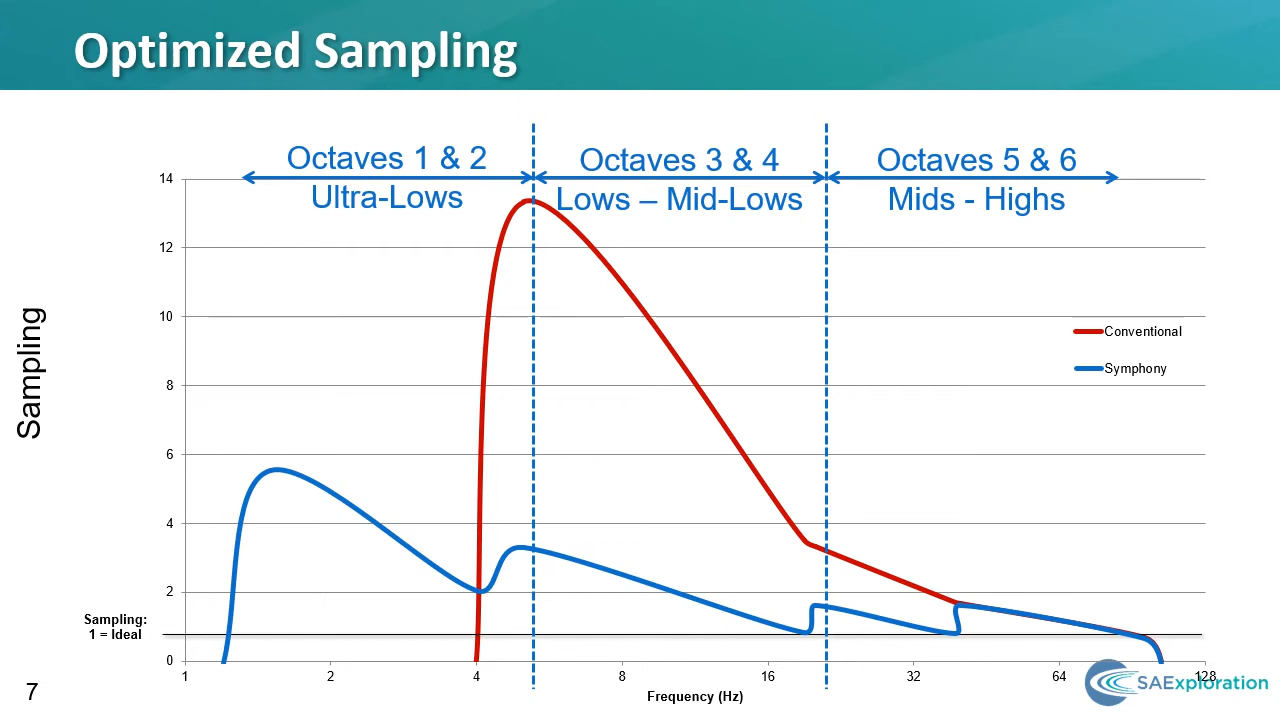 Optimized Sampling
Octaves 1 & 2
Ultra-Lows
Octaves 3 & 4
Lows – Mid-Lows
Octaves 5 & 6
Mids - Highs
14
12
10
8
6
4
2
0
Sampling
Sampling:
1 = Ideal
Conventional
Symphony
1
2
4
8
16
32
64
128
Frequency (Hz)
7
SAExploration